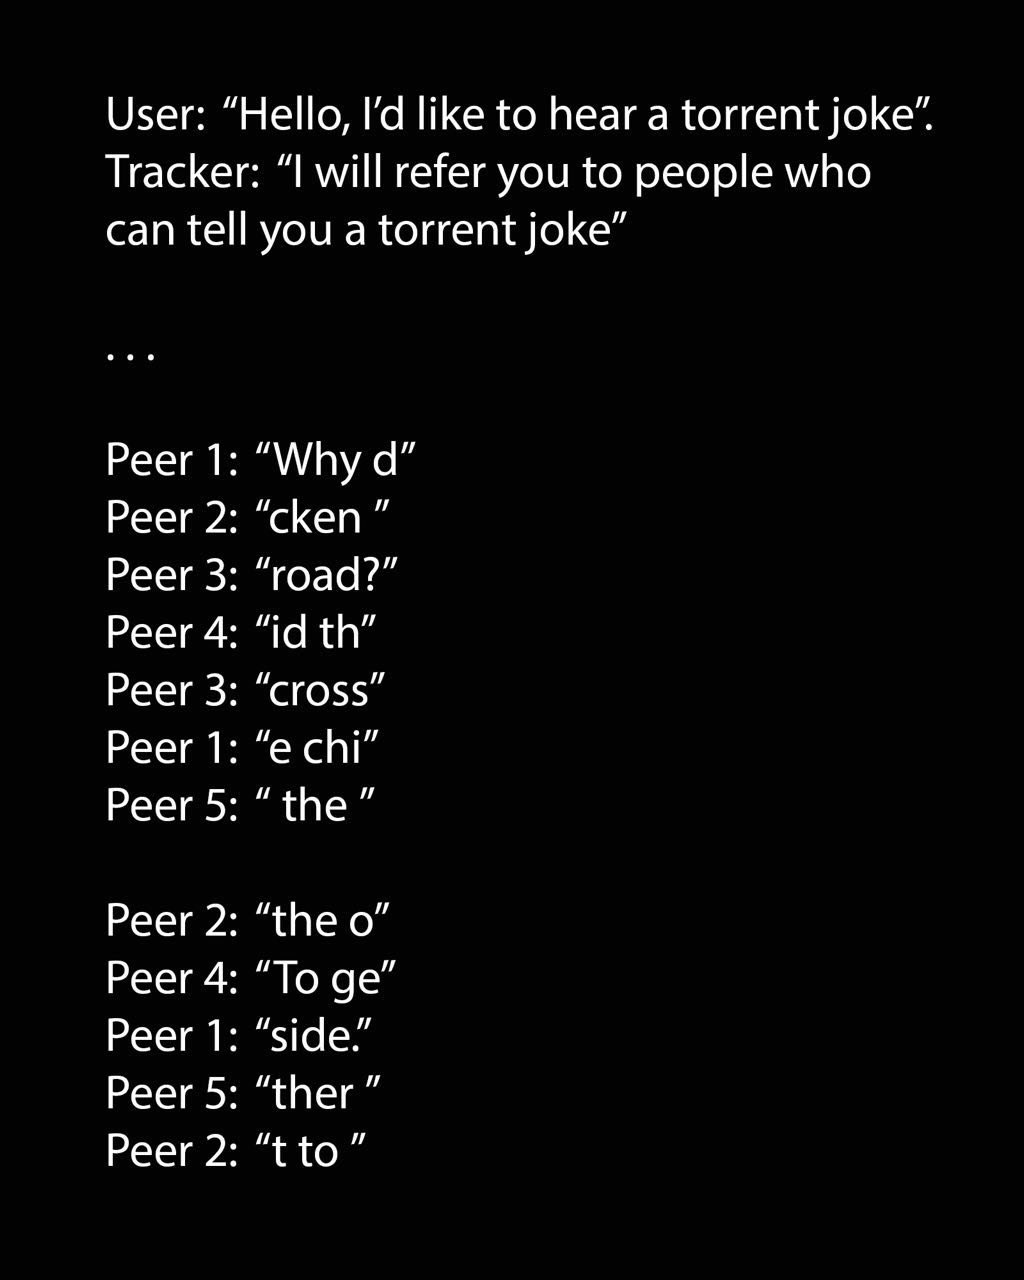 User: “Hello, I’d like to hear a torrent joke”.
Tracker: “I will refer you to people who
can tell you a torrent joke”
. . .
Peer 1: “Why d”
Peer 2: “cken ”
Peer 3: “road?”
Peer 4: “id th”
Peer 3: “cross”
Peer 1: “e chi”
Peer 5: “ the ”
Peer 2: “the o”
Peer 4: “To ge”
Peer 1: “side.”
Peer 5: “ther ”
Peer 2: “t to ”